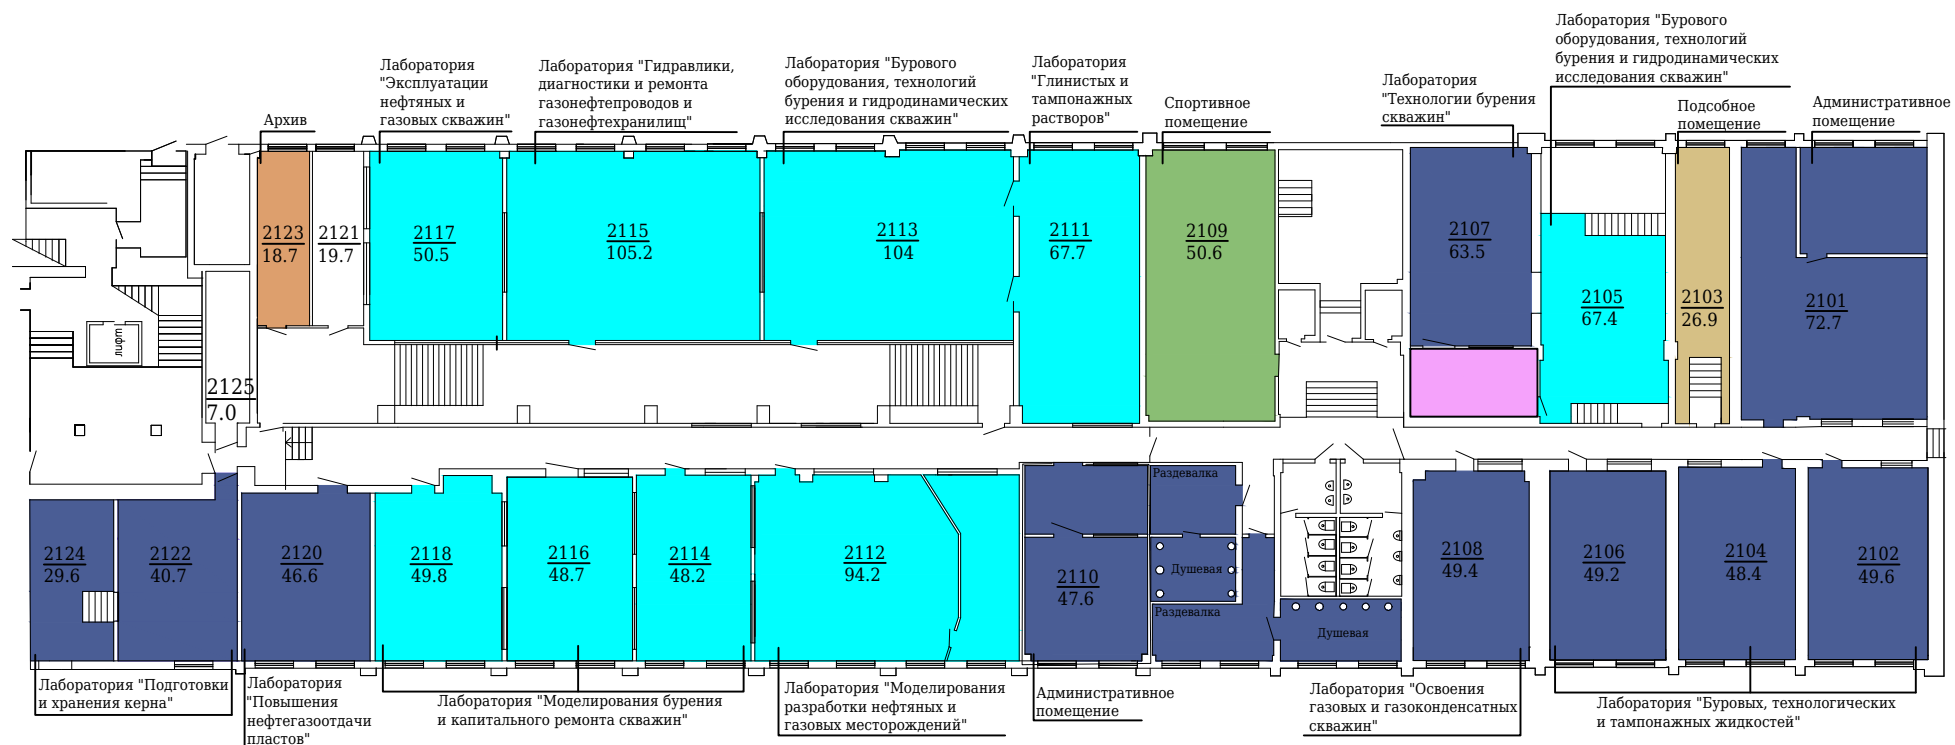 Лаборатория "Бурового
оборудования, технологий
бурения и гидродинамических
исследования скважин"
Архив
Лаборатория
"Эксплуатации
нефтяных и
газовых скважин"
Лаборатория "Гидравлики,
диагностики и ремонта
газонефтепроводов и
газонефтехранилищ"
Лаборатория "Бурового
оборудования, технологий
бурения и гидродинамических
исследования скважин"
Лаборатория
"Глинистых и
тампонажных
растворов"
Спортивное
помещение
Лаборатория
"Технологии бурения
скважин"
Подсобное
помещение
Административное
помещение
2123
18.7
2121
19.7
2117
50.5
2115
105.2
2113
104
2111
67.7
2109
50.6
2107
63.5
2105
67.4
2103
26.9
2101
72.7
лифт
2125
7.0
2124
29.6
2122
40.7
2120
46.6
2118
49.8
2116
48.7
2114
48.2
2112
94.2
2110
47.6
Раздевалка
Душевая
Раздевалка
Душевая
2108
49.4
2106
49.2
2104
48.4
2102
49.6
Лаборатория "Подготовки
и хранения керна"
Лаборатория
"Повышения
нефтегазоотдачи
пластов"
Лаборатория "Моделирования бурения
и капитального ремонта скважин"
Лаборатория "Моделирования
разработки нефтяных и
газовых месторождений"
Административное
помещение
Лаборатория "Освоения
газовых и газоконденсатных
скважин"
Лаборатория "Буровых, технологических
и тампонажных жидкостей"